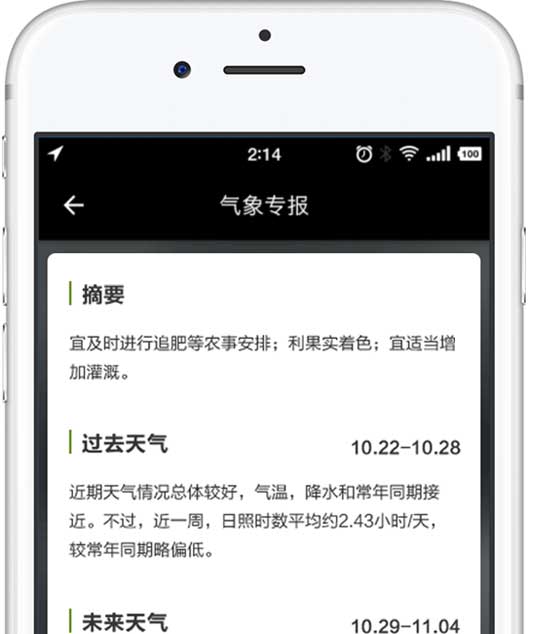 2:14
100
气象专报
摘要
宜及时进行追肥等农事安排；利果实着色；宜适当增
加灌溉。
过去天气 10.22-10.28
近期天气情况总体较好，气温，降水和常年同期接
近。不过，近一周，日照时数平均约2.43小时/天，
较常年同期略偏低。
未来天气 10.29-11.04